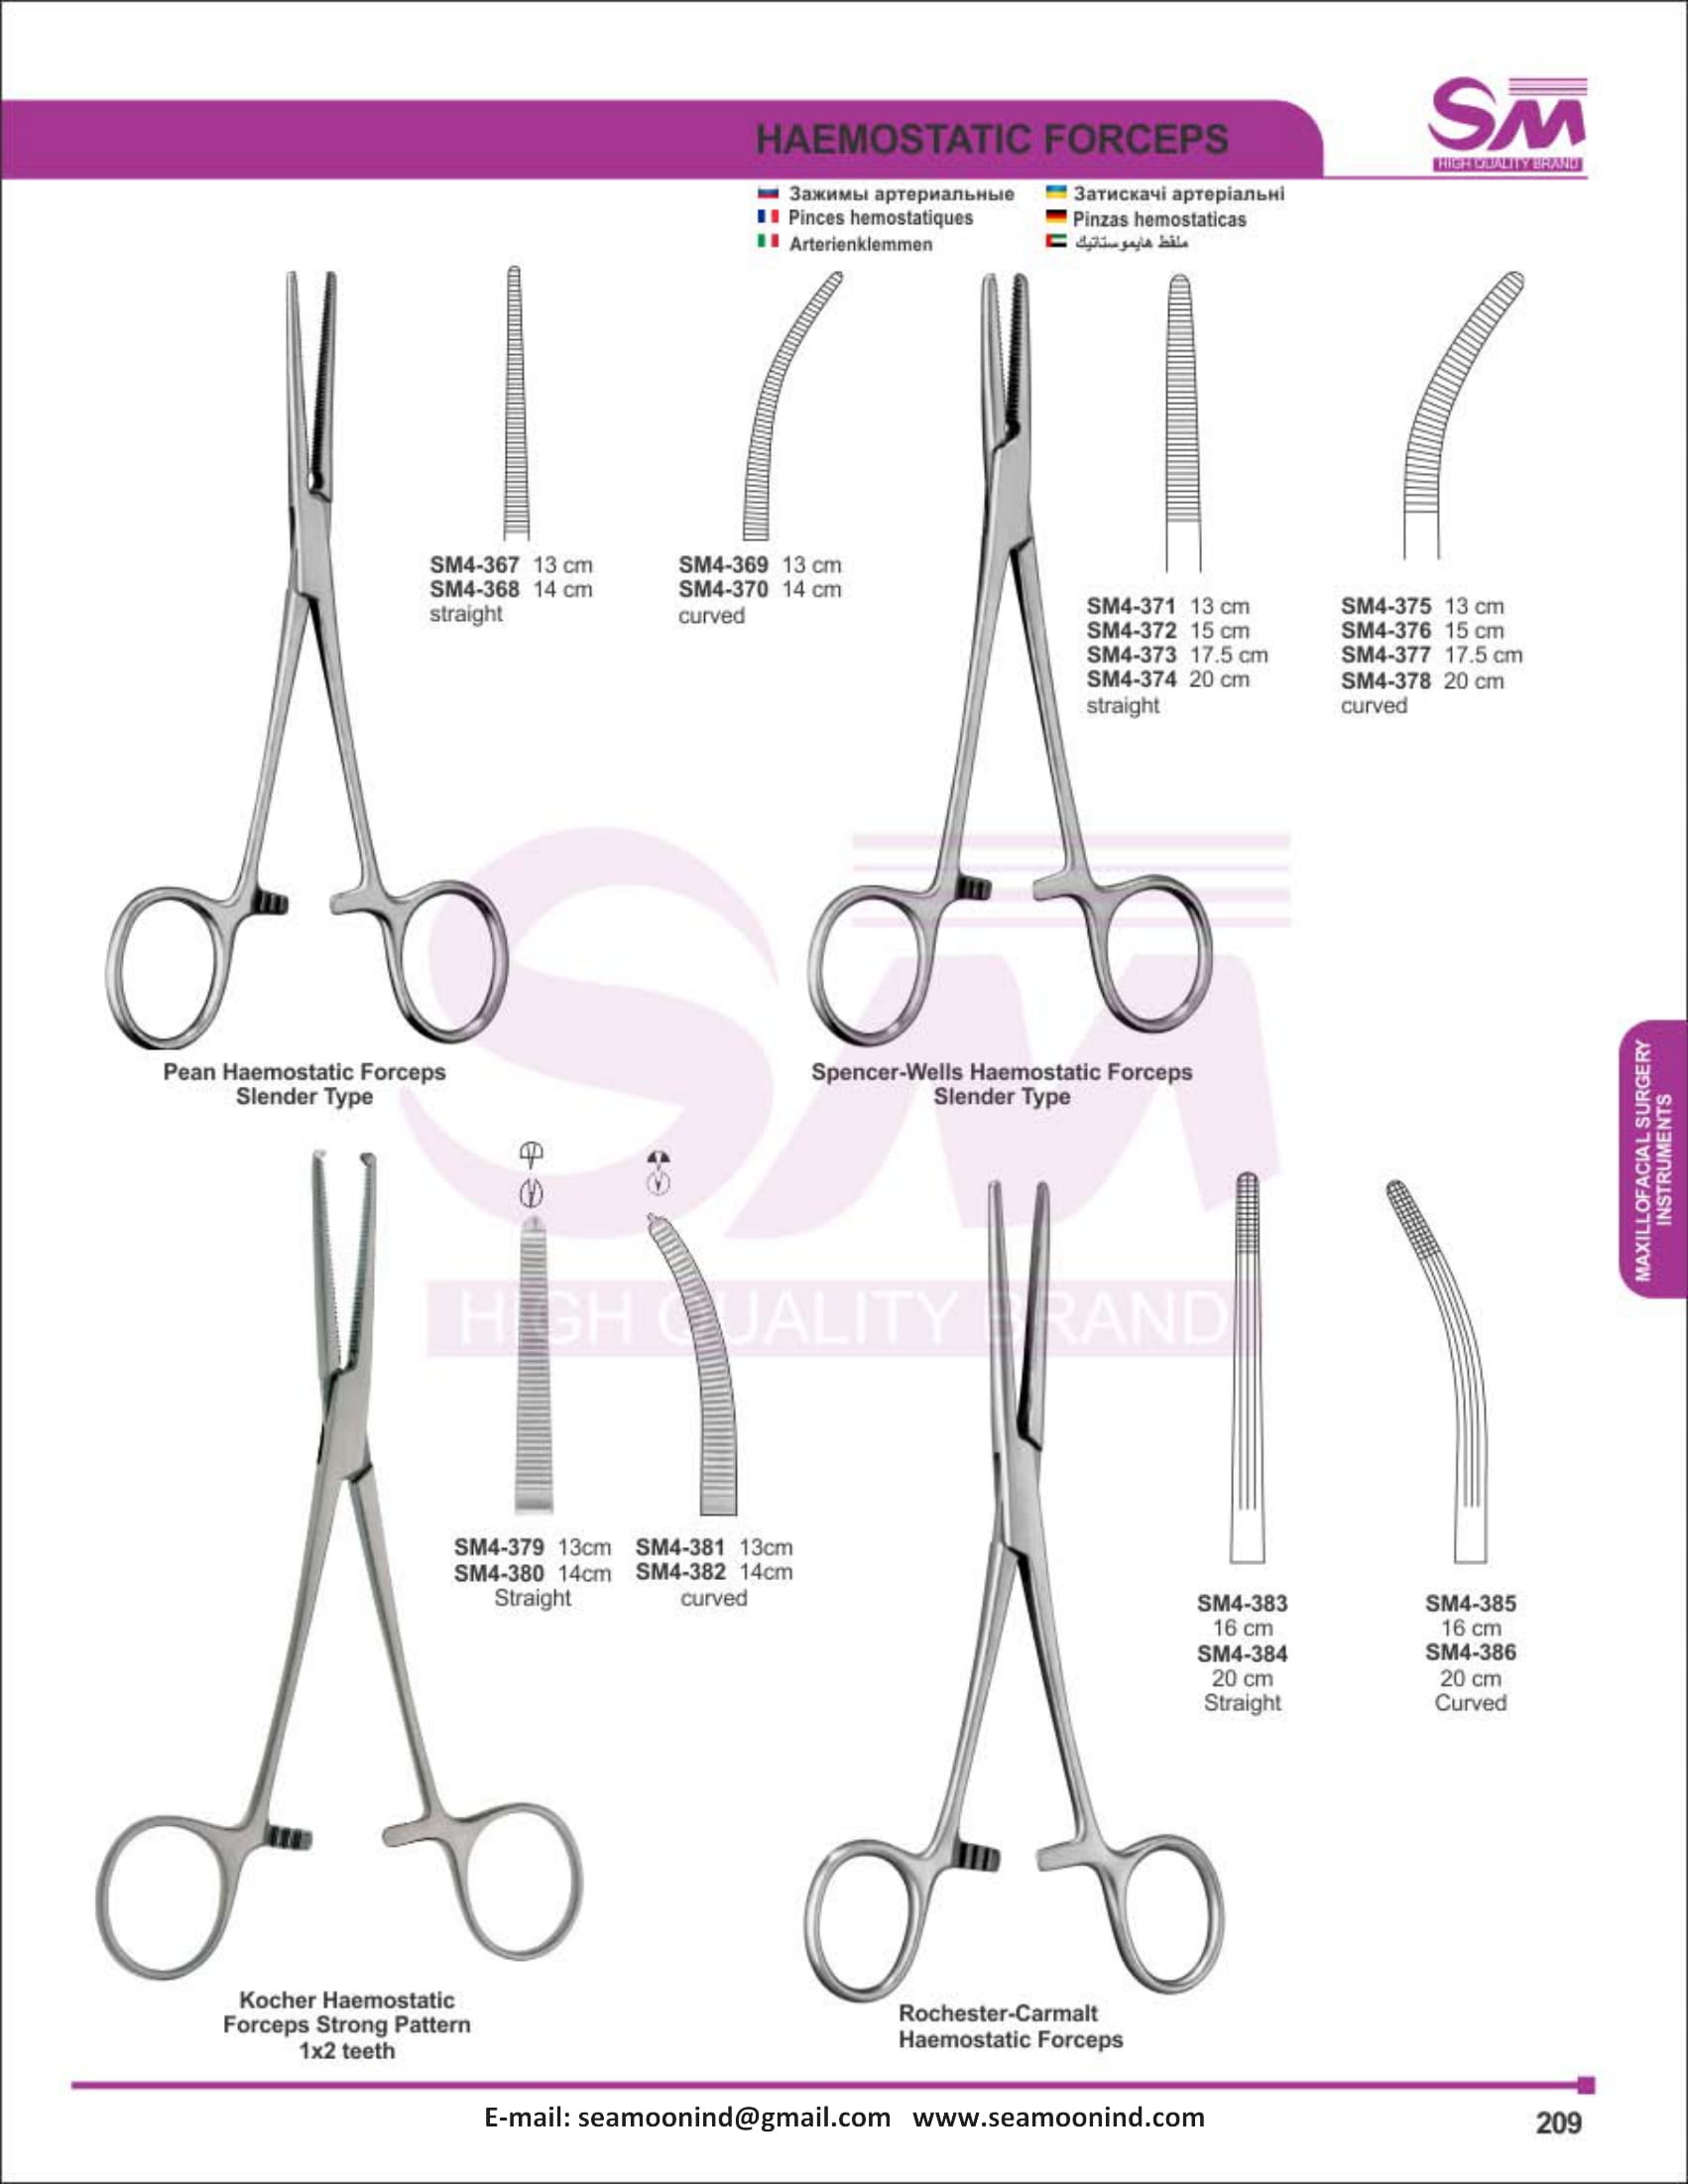 SM
HIGH QUALITY BRAND
HAEMOSTATIC FORCEPS
Зажимы артериальные
Затискачі артеріальні
Pinces hemostatiques
Pinzas hemostaticas
Arterienklemmen
ملقط هايموستاتيك
SM4-367 13 cm
SM4-368 14 cm
straight
SM4-369 13 cm
SM4-370 14 cm
curved
SM4-371 13 cm
SM4-372 15 cm
SM4-373 17.5 cm
SM4-374 20 cm
straight
SM4-375 13 cm
SM4-376 15 cm
SM4-377 17.5 cm
SM4-378 20 cm
curved
Pean Haemostatic Forceps
Slender Type
Spencer-Wells Haemostatic Forceps
Slender Type
MAXILLOFACIAL SURGERY
INSTRUMENTS
SM
HIGH QUALITY BRAND
SM4-379 13cm
SM4-380 14cm
Straight
SM4-381 13cm
SM4-382 14cm
curved
SM4-383
16 cm
SM4-384
20 cm
Straight
SM4-385
16 cm
SM4-386
20 cm
Curved
Kocher Haemostatic
Forceps Strong Pattern
1x2 teeth
Rochester-Carmalt
Haemostatic Forceps
E-mail: seamoonind@gmail.com www.seamoonind.com
209